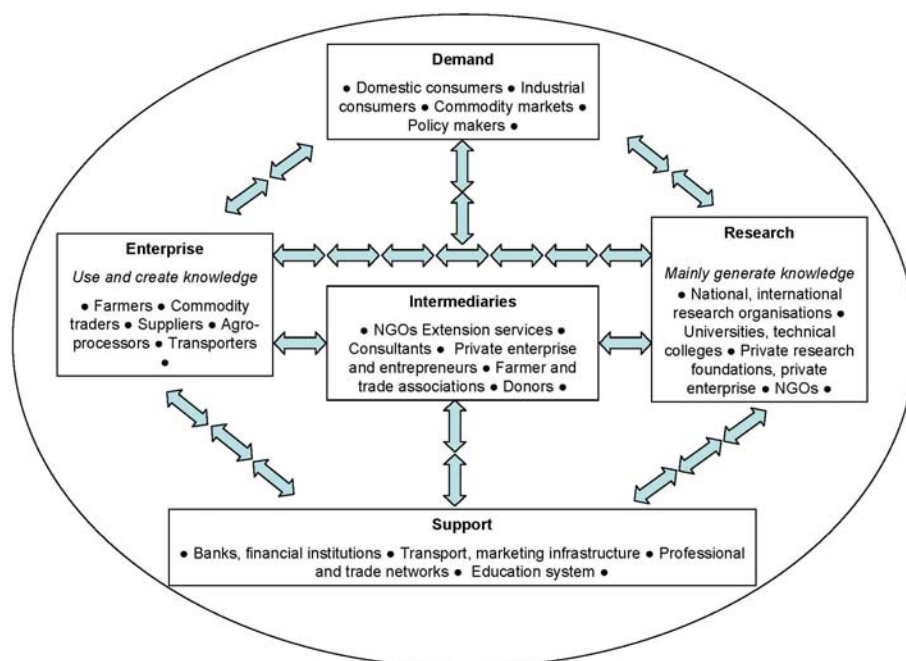 Demand
● Domestic consumers ● Industrial
consumers ● Commodity markets ●
Policy makers ●
Enterprise
Use and create knowledge
● Farmers ● Commodity
traders ● Suppliers ● Agro-
processors ● Transporters
●
Intermediaries
● NGOs Extension services ●
Consultants ● Private enterprise
and entrepreneurs ● Farmer and
trade associations ● Donors ●
Research
Mainly generate knowledge
● National, international
research organisations ●
Universities, technical
colleges ● Private research
foundations, private
enterprise ● NGOs ●
Support
● Banks, financial institutions ● Transport, marketing infrastructure ● Professional
and trade networks ● Education system ●